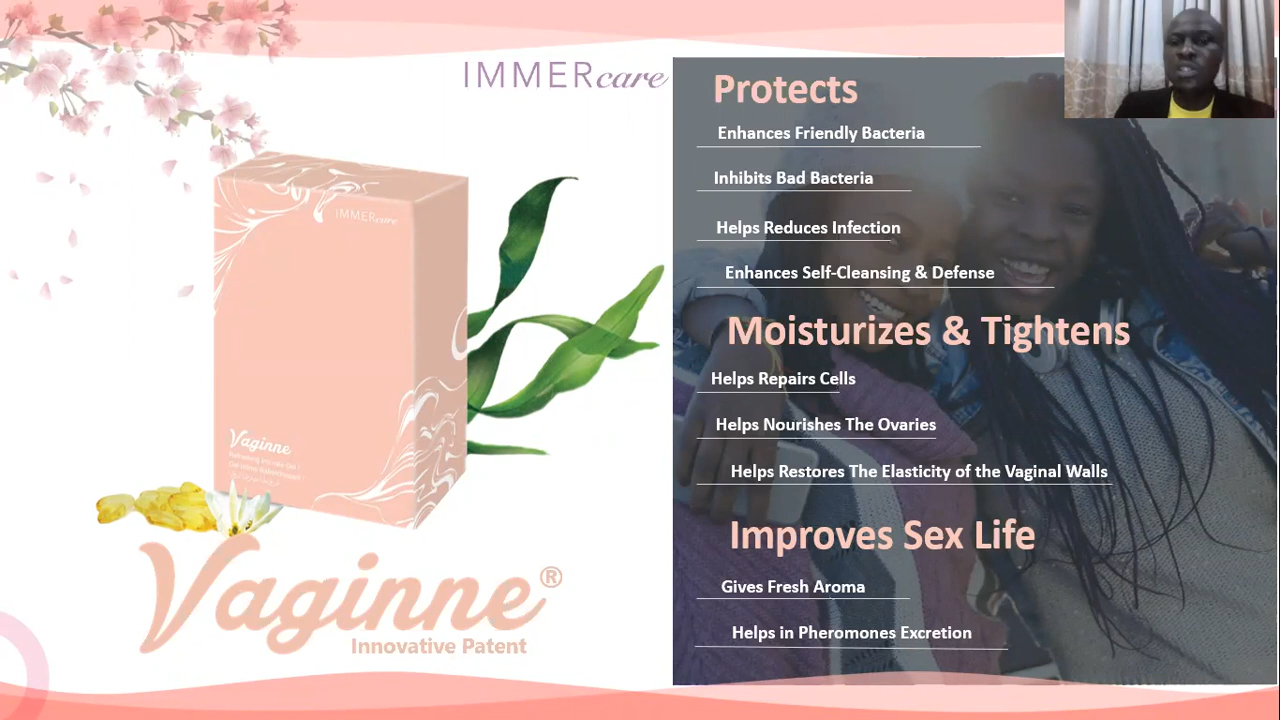 IMMERcare
Protects
Enhances Friendly Bacteria
Inhibits Bad Bacteria
Helps Reduces Infection
Enhances Self-Cleansing & Defense
Moisturizes & Tightens
Helps Repairs Cells
Helps Nourishes The Ovaries
Helps Restores The Elasticity of the Vaginal Walls
Improves Sex Life
Gives Fresh Aroma
Helps in Pheromones Excretion
IMMERcare
Vaginne
Vaginne®
Innovative Patent